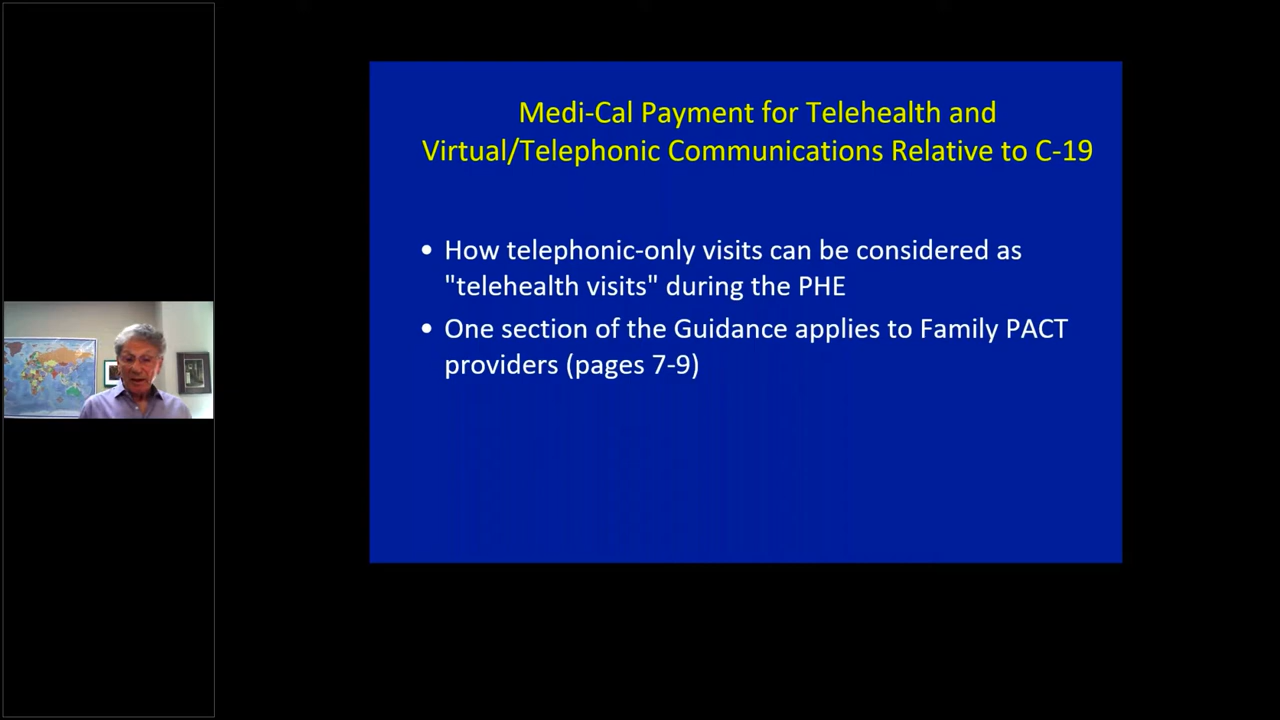 Medi-Cal Payment for Telehealth and
Virtual/Telephonic Communications Relative to C-19
• How telephonic-only visits can be considered as
"telehealth visits" during the PHE
• One section of the Guidance applies to Family PACT
providers (pages 7-9)